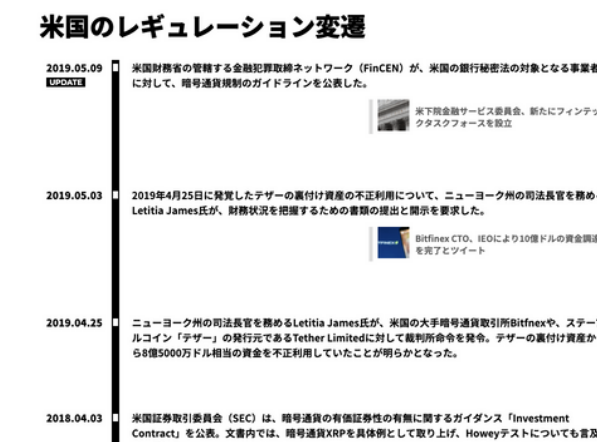 米国のレギュレーション変遷
2019.05.09
UPDATE
米国財務省の管轄する金融犯罪取締ネットワーク（FinCEN）が、米国の銀行秘密法の対象となる事業者
に対して、暗号通貨規制のガイドラインを公表した。
米下院金融サービス委員会、新たにフィンテッ
クタスクフォースを設立
2019.05.03
2019年4月25日に発覚したテザーの裏付け資産の不正利用について、ニューヨーク州の司法長官を務め
Letitia James氏が、財務状況を把握するための書類の提出と開示を要求した。
Bitfinex CTO、IEOにより10億ドルの資金調達
を完了とツイート
2019.04.25
ニューヨーク州の司法長官を務めるLetitia James氏が、米国の大手暗号通貨取引所Bitfnexや、ステー
ルコイン「テザー」の発行元であるTether Limitedに対して裁判所命令を発令。テザーの裏付け資産か
ら8億5000万ドル相当の資金を不正利用していたことが明らかとなった。
2018.04.03
米国証券取引委員会（SEC）は、暗号通貨の有価証券性の有無に関するガイダンス「Investment
Contract」を公表。文書内では、暗号通貨XRPを具体例として取り上げ、Howeyテストについても言及